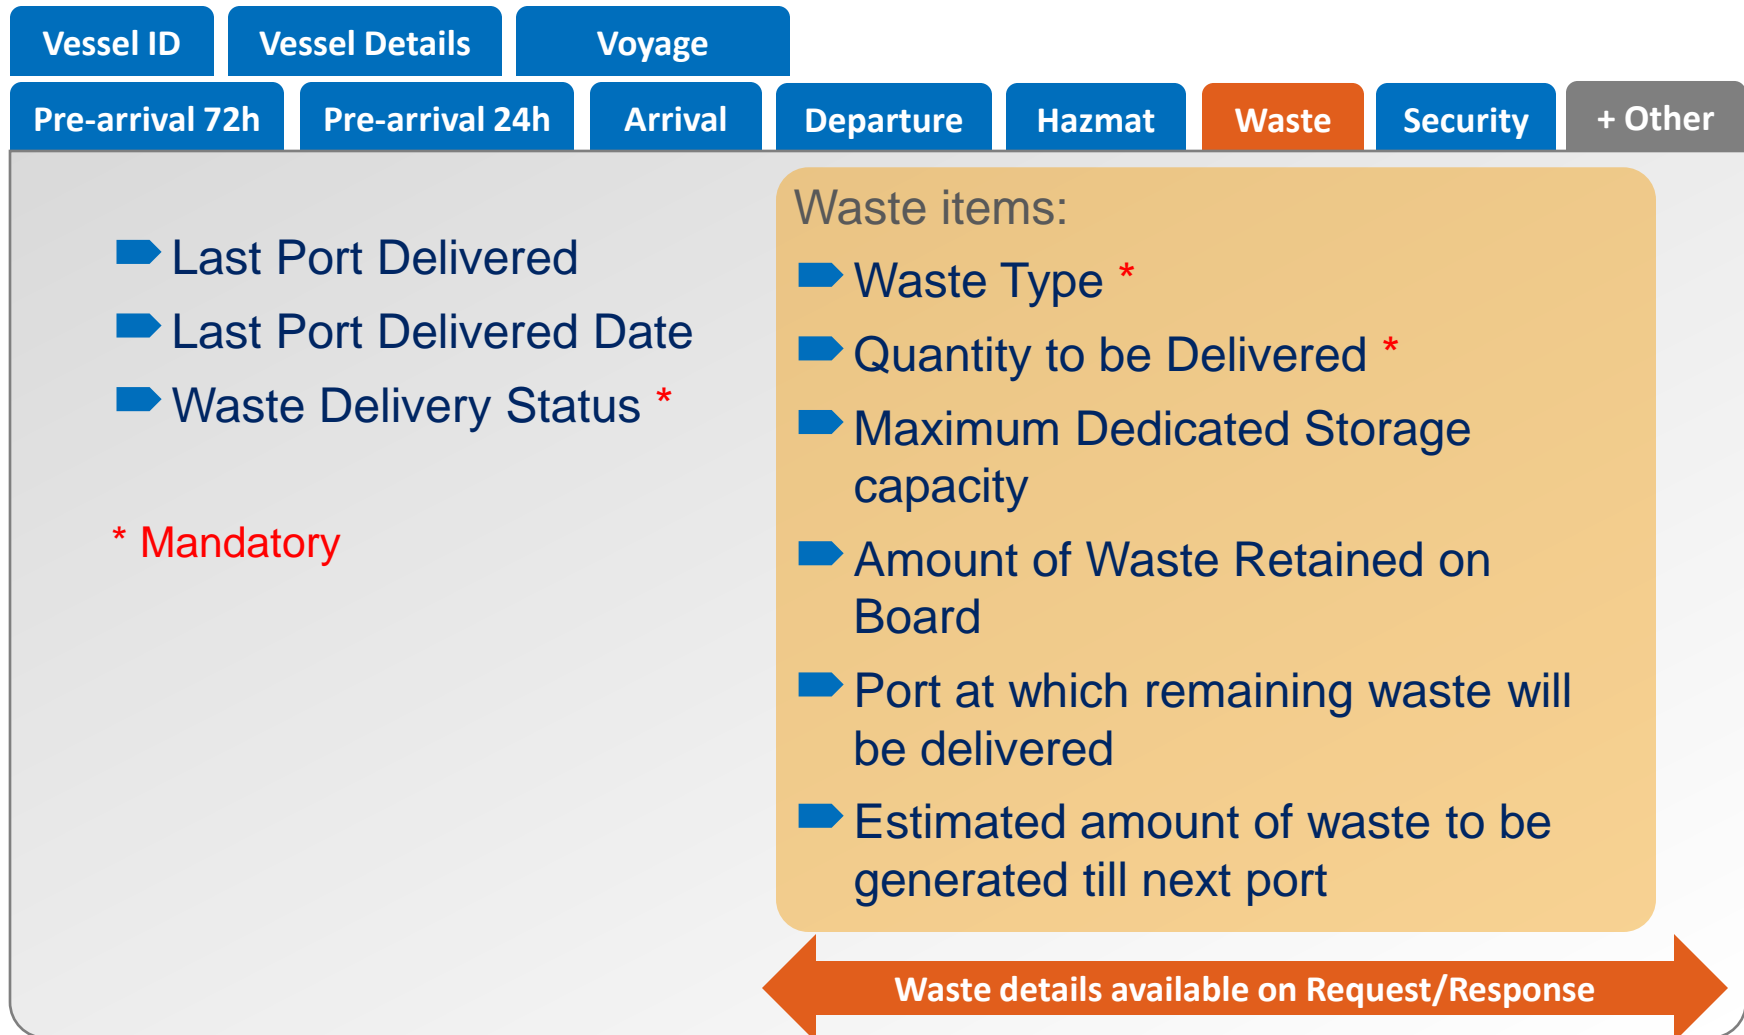 Vessel ID
Vessel Details
Voyage
Pre-arrival 72h
Pre-arrival 24h
Arrival
Departure
Hazmat
Waste
Security
+ Other
Last Port Delivered
Last Port Delivered Date
Waste Delivery Status *
* Mandatory
Waste items:
Waste Type *
Quantity to be Delivered *
Maximum Dedicated Storage
capacity
Amount of Waste Retained on
Board
Port at which remaining waste will
be delivered
Estimated amount of waste to be
generated till next port
Waste details available on Request/Response